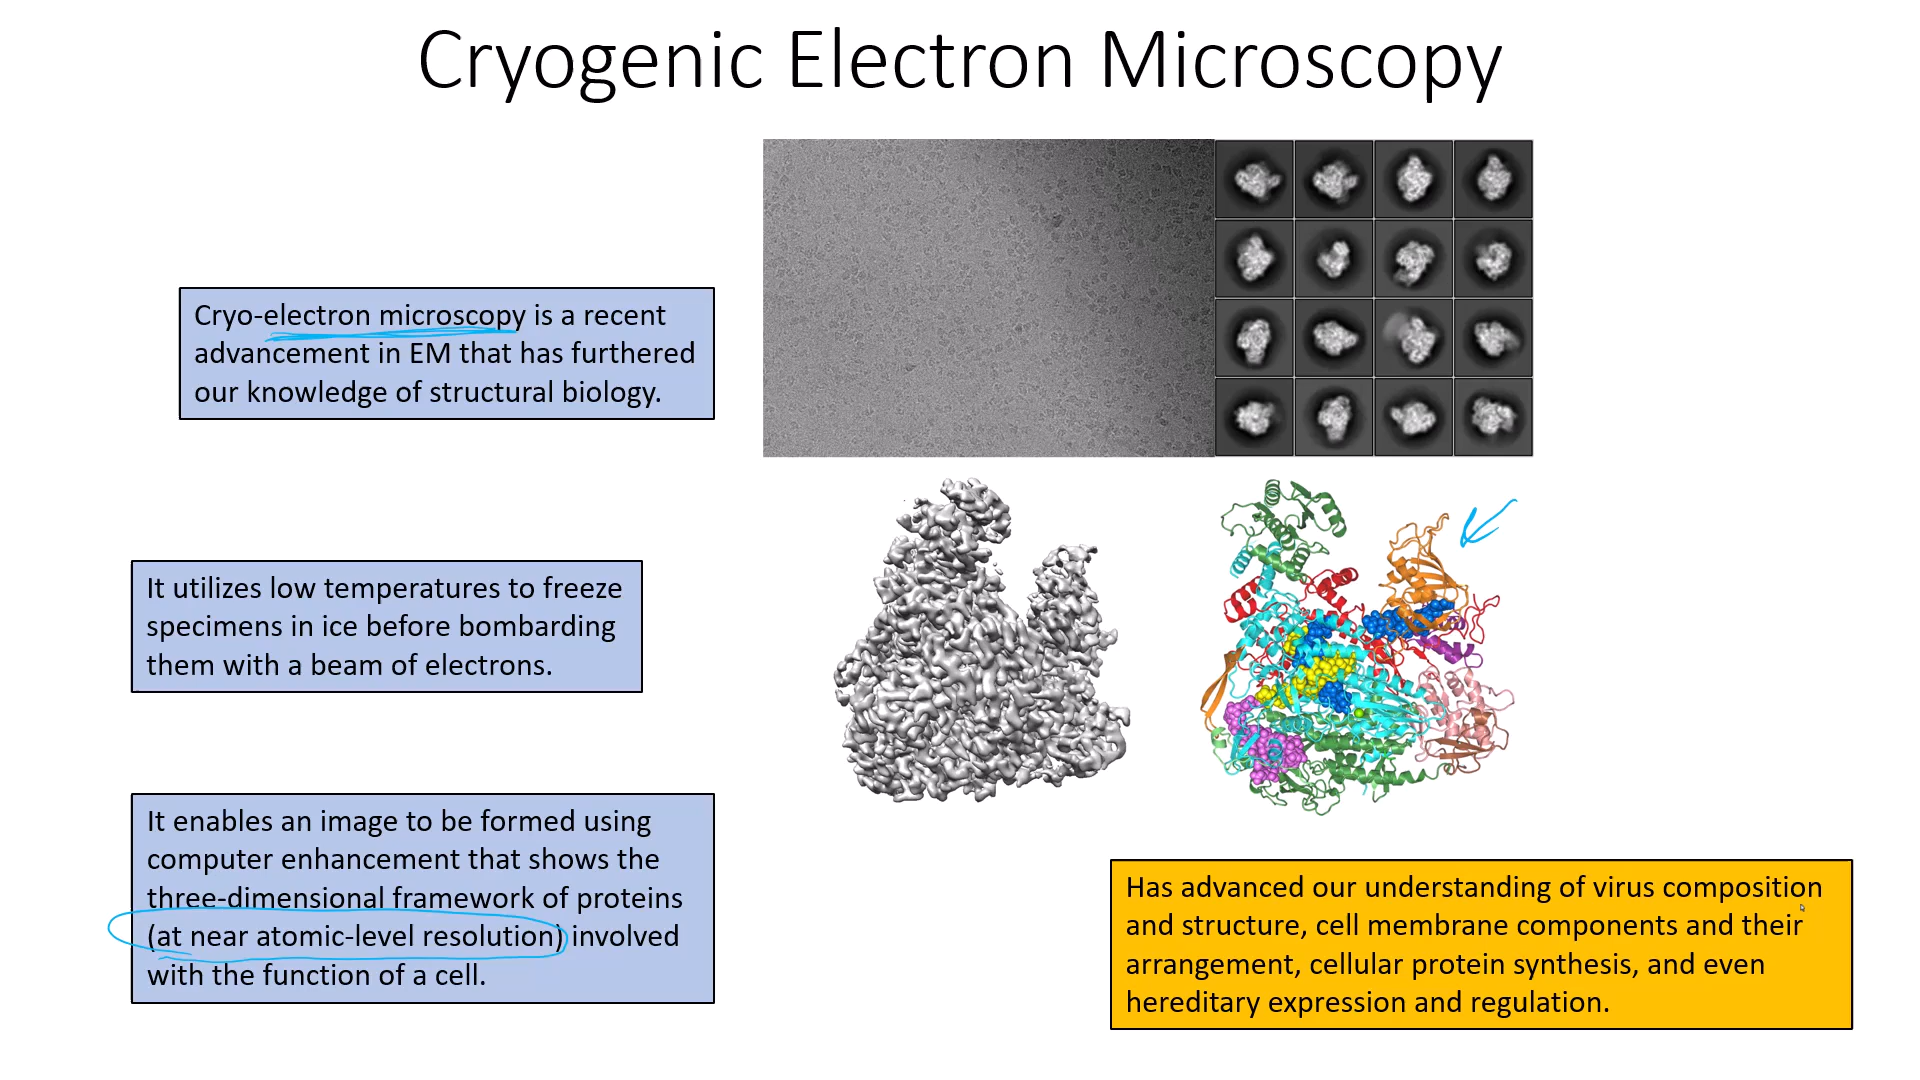 Cryogenic Electron Microscopy
Cryo-electron microscopy is a recent
advancement in EM that has furthered
our knowledge of structural biology.
It utilizes low temperatures to freeze
specimens in ice before bombarding
them with a beam of electrons.
It enables an image to be formed using
computer enhancement that shows the
three-dimensional framework of proteins
(at near atomic-level resolution) involved
with the function of a cell.
Has advanced our understanding of virus composition
and structure, cell membrane components and their
arrangement, cellular protein synthesis, and even
hereditary expression and regulation.